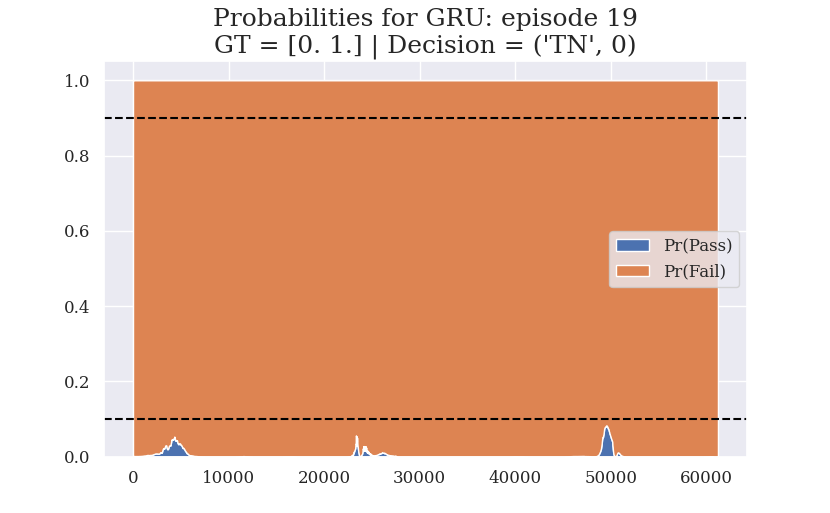 Probabilities for GRU: episode 19
GT = [0. 1.] | Decision = ('TN', 0)
1.0
0.8
0.6
0.4
0.2
0.0
Pr(Pass)
Pr(Fail)
0 10000 20000 30000 40000 50000 60000